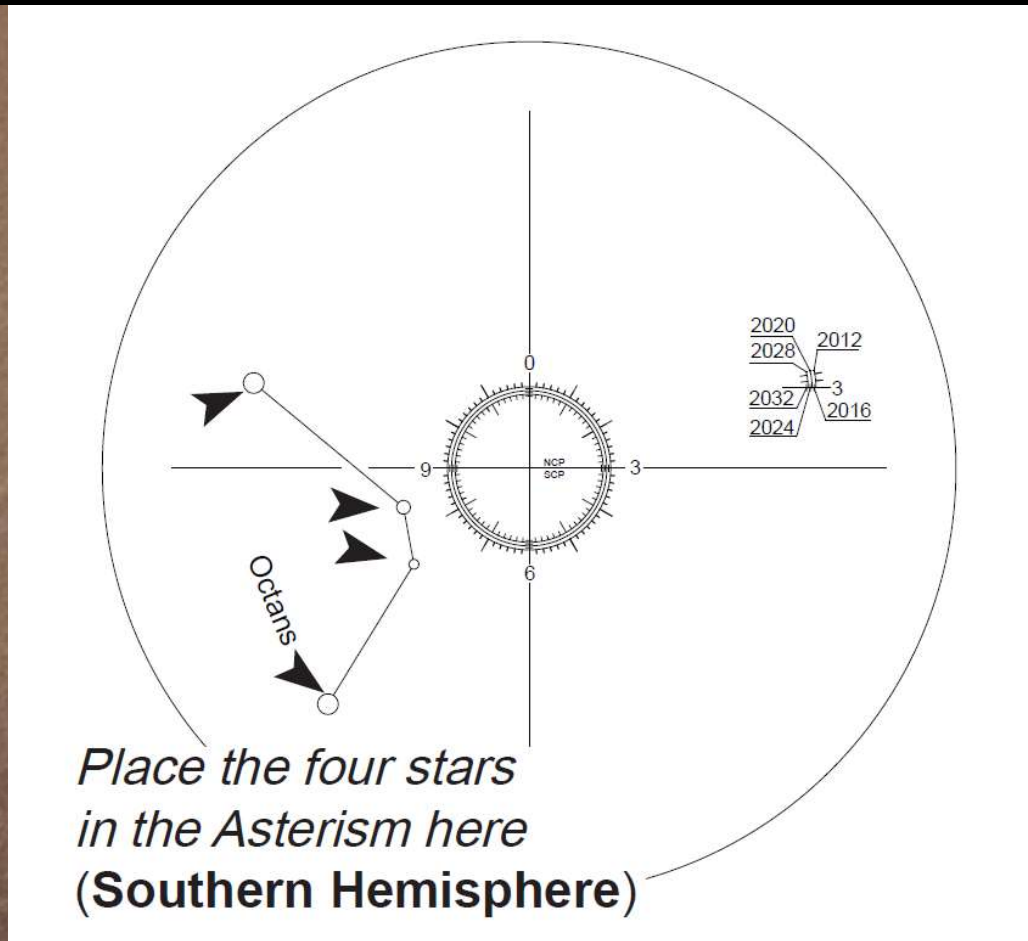 2020
2012
2028
0
2032
3
2016
2024
9
NCP
SCP
3
Octans
6
Place the four stars
in the Asterism here
(Southern Hemisphere)